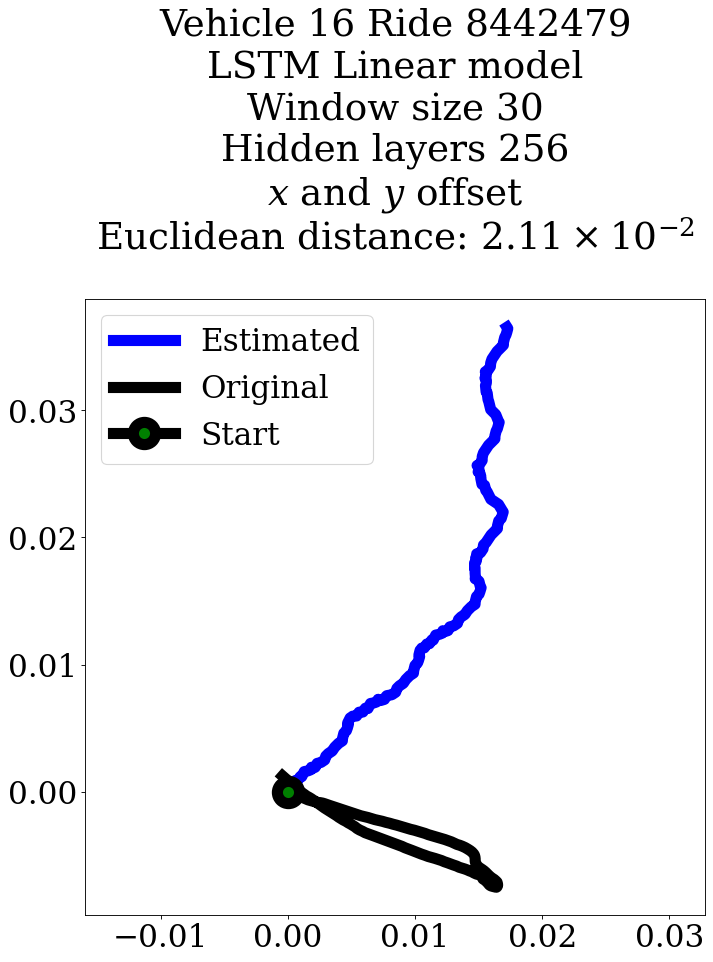 Vehicle 16 Ride 8442479
LSTM Linear model
Window size 30
Hidden layers 256
x and y offset
Euclidean distance: 2.11 × 10⁻²
Estimated
Original
Start
0.03
0.02
0.01
0.00
−0.01 0.00 0.01 0.02 0.03